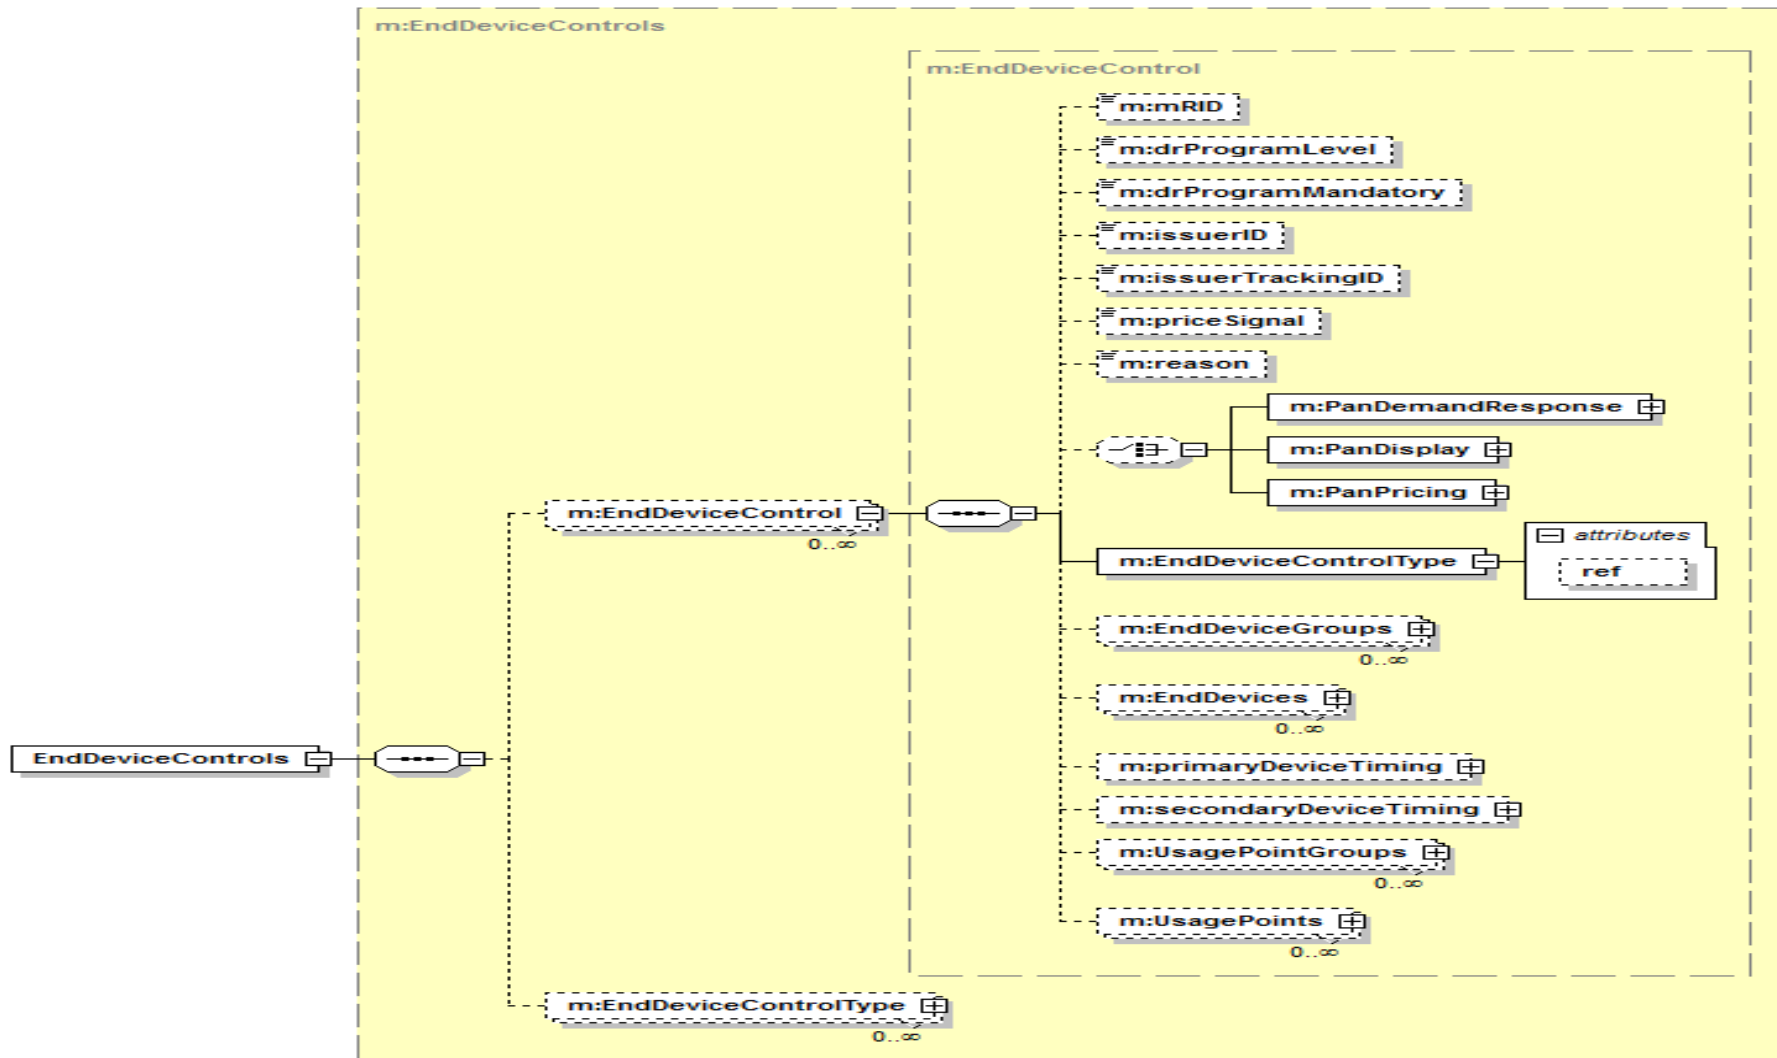 m:EndDeviceControls
m:EndDeviceControl
m:mRID
m:drProgramLevel
m:drProgramMandatory
m:issuerID
m:issuerTrackingID
m:priceSignal
m:reason
m:PanDemandResponse
m:PanDisplay
m:PanPricing
m:EndDeviceControl
0..∞
attributes
m:EndDeviceControlType
ref
m:EndDeviceGroups
0..∞
m:EndDevices
0..∞
EndDeviceControls
m:primaryDeviceTiming
m:secondaryDeviceTiming
m:UsagePointGroups
0..∞
m:UsagePoints
0..∞
m:EndDeviceControlType
0..∞